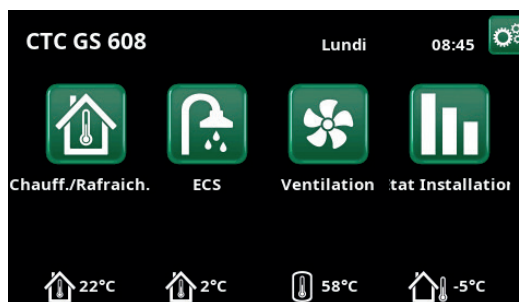 CTC GS 608 Lundi 08:45
Chauff./Rafraich. ECS Ventilation tat Installation
22°C 2°C 58°C -5°C